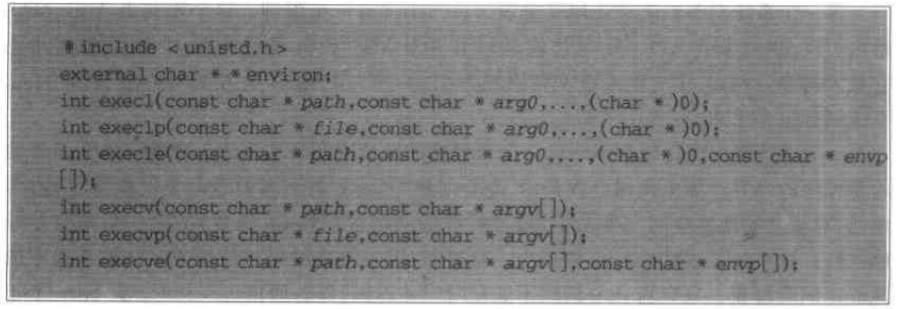 # include < unistd.h >
external char * * environ;
int execl(const char * path,const char * arg0,...,(char * )0);
int execlp(const char * file,const char * arg0,...,(char * )0);
int execle(const char * path,const char * arg0,...,(char * )0,const char * envp
[]);
int execv(const char * path,const char * argv[]);
int execvp(const char * file,const char * argv[]);
int execve(const char * path,const char * argv[],const char * envp[]);